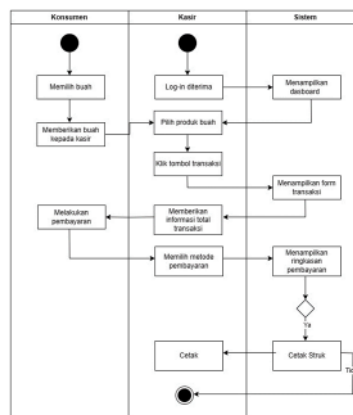 Konsumen
Kasir
Sistem
Memilih buah
Log-in diterima
Menampilkan
dasboard
Memberikan buah
kepada kasir
Pilih produk buah
Klik tombol transaksi
Menampilkan form
transaksi
Melakukan
pembayaran
Memberikan
informasi total
transaksi
Memilih metode
pembayaran
Menampilkan
ringkasan
pembayaran
Ya
Cetak
Cetak Struk